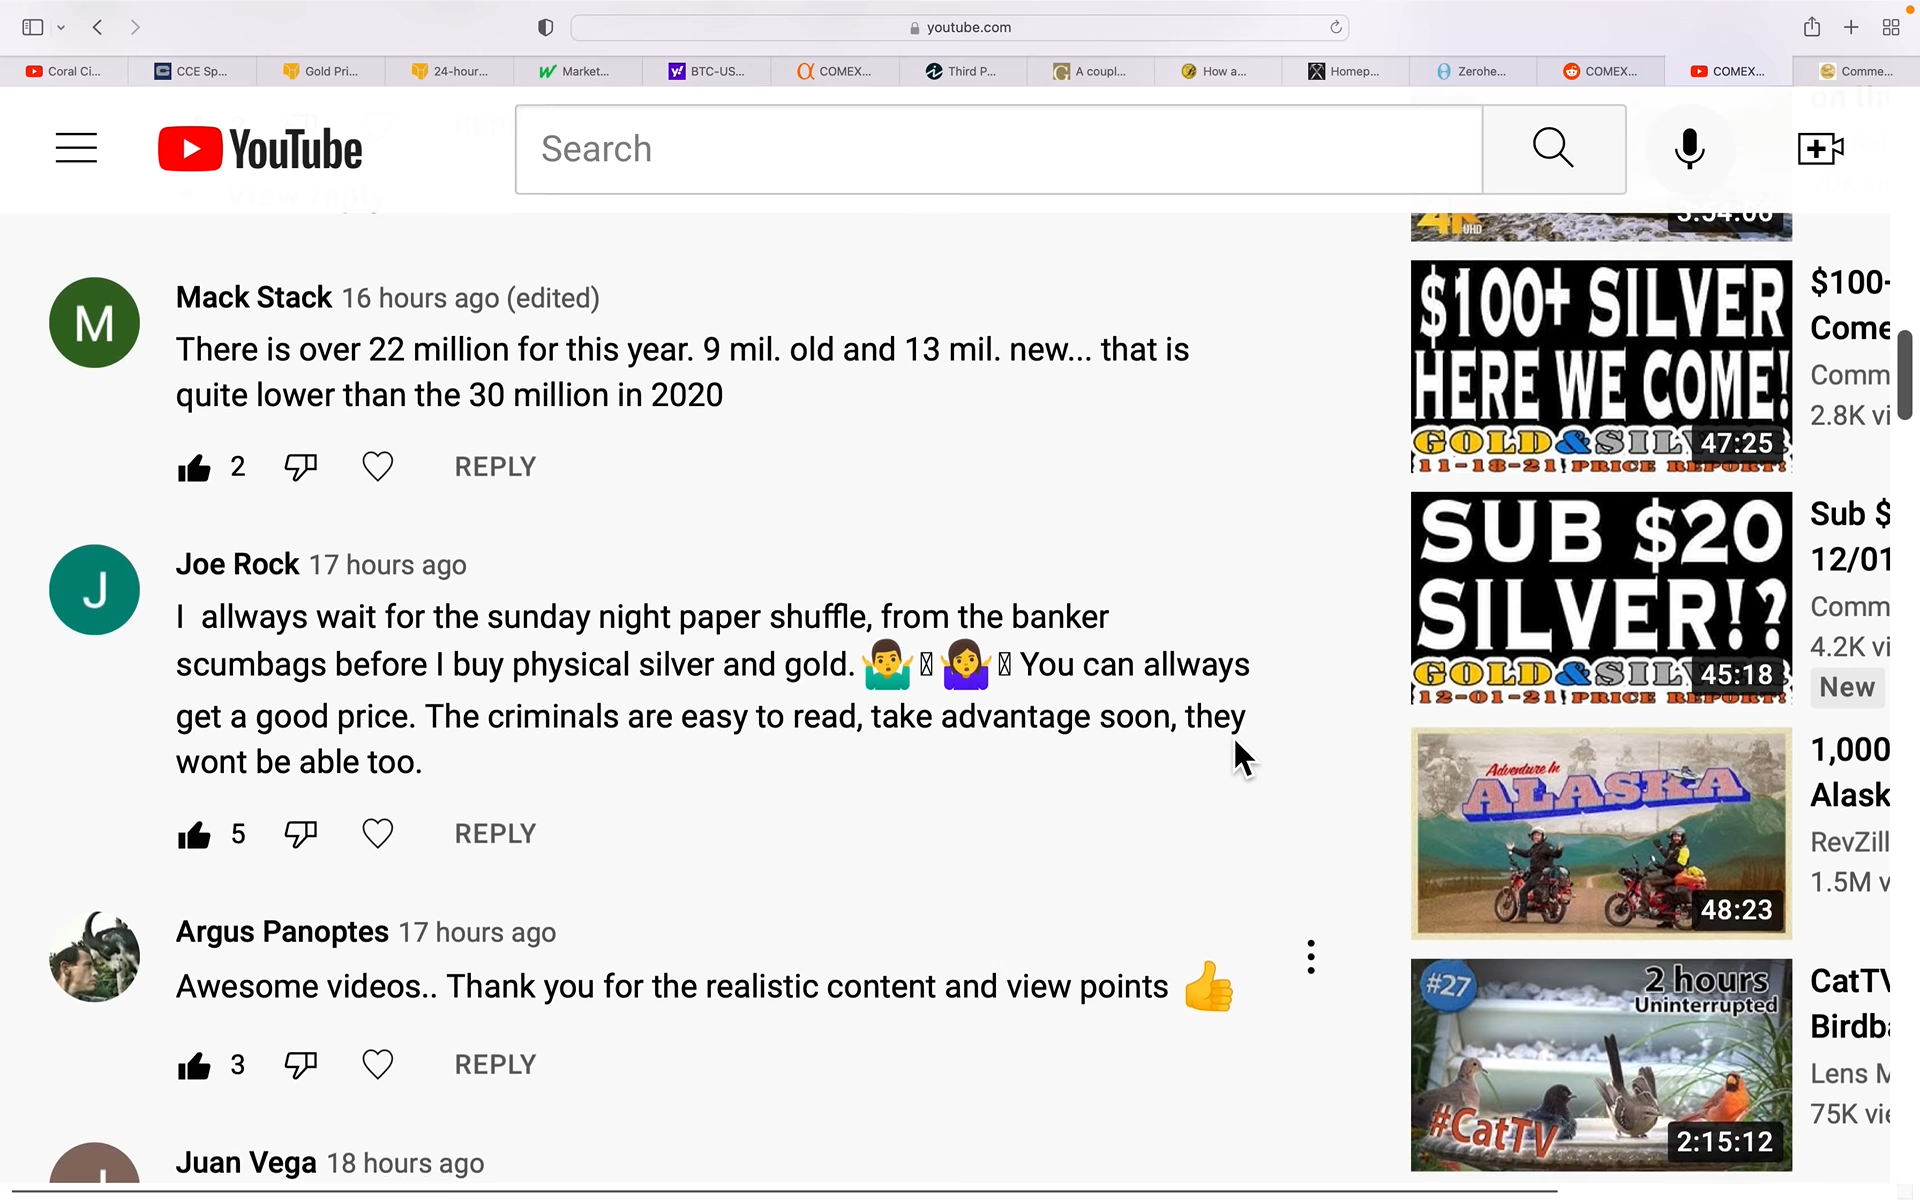 youtube.com
Coral Ci...
CCE Sp...
Gold Pri...
24-hour...
Market...
BTC-US...
COMEX...
Third P...
A coupl...
How a...
Homep...
Zerohe...
COMEX...
COMEX...
Comme...
YouTube
Search
View reply
Mack Stack 16 hours ago (edited)
There is over 22 million for this year. 9 mil. old and 13 mil. new... that is
quite lower than the 30 million in 2020
2 REPLY
Joe Rock 17 hours ago
I allways wait for the sunday night paper shuffle, from the banker
scumbags before I buy physical silver and gold. 🤷‍♂️ 🤷‍♀️ You can allways
get a good price. The criminals are easy to read, take advantage soon, they
wont be able too.
5 REPLY
Argus Panoptes 17 hours ago
Awesome videos.. Thank you for the realistic content and view points 👍
3 REPLY
Juan Vega 18 hours ago
4K UHD
3:54:06
$100+ SILVER
HERE WE COME!
GOLD&SIL
47:25
11-18-21 PRICE REPORT!
$100-
Come
Comm
2.8K vi
SUB $20
SILVER!?
GOLD&SIL
45:18
12-01-21 PRICE REPORT!
Sub $
12/01
Comm
4.2K vi
New
Adventure In
ALASKA
48:23
1,000
Alask
RevZill
1.5M v
#27
2 hours
Uninterrupted
#CatTV
2:15:12
CatTV
Birdba
Lens M
75K vie